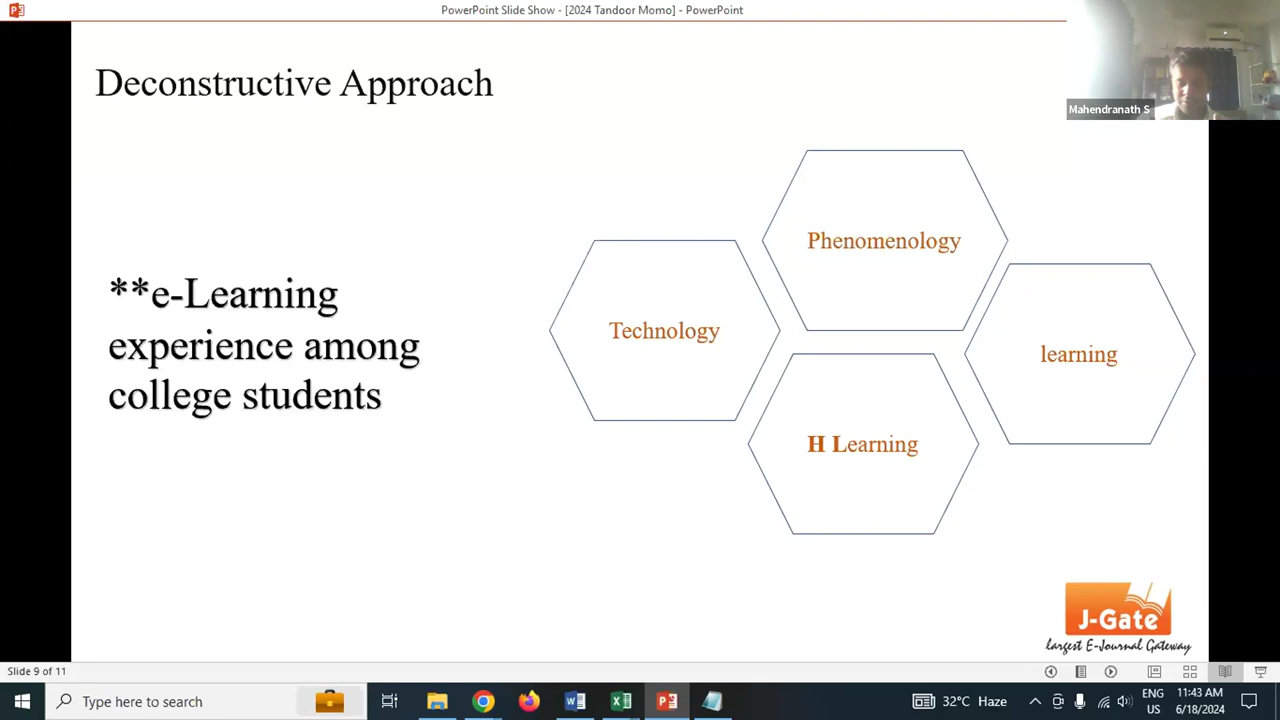 PowerPoint Slide Show - [2024 Tandoor Momo] - PowerPoint
Mahendranath S
Deconstructive Approach
Phenomenology
Technology
learning
H Learning
**e-Learning
experience among
college students
J-Gate
largest E-Journal Gateway
Slide 9 of 11
Type here to search
32°C Haze
ENG
US
11:43 AM
6/18/2024